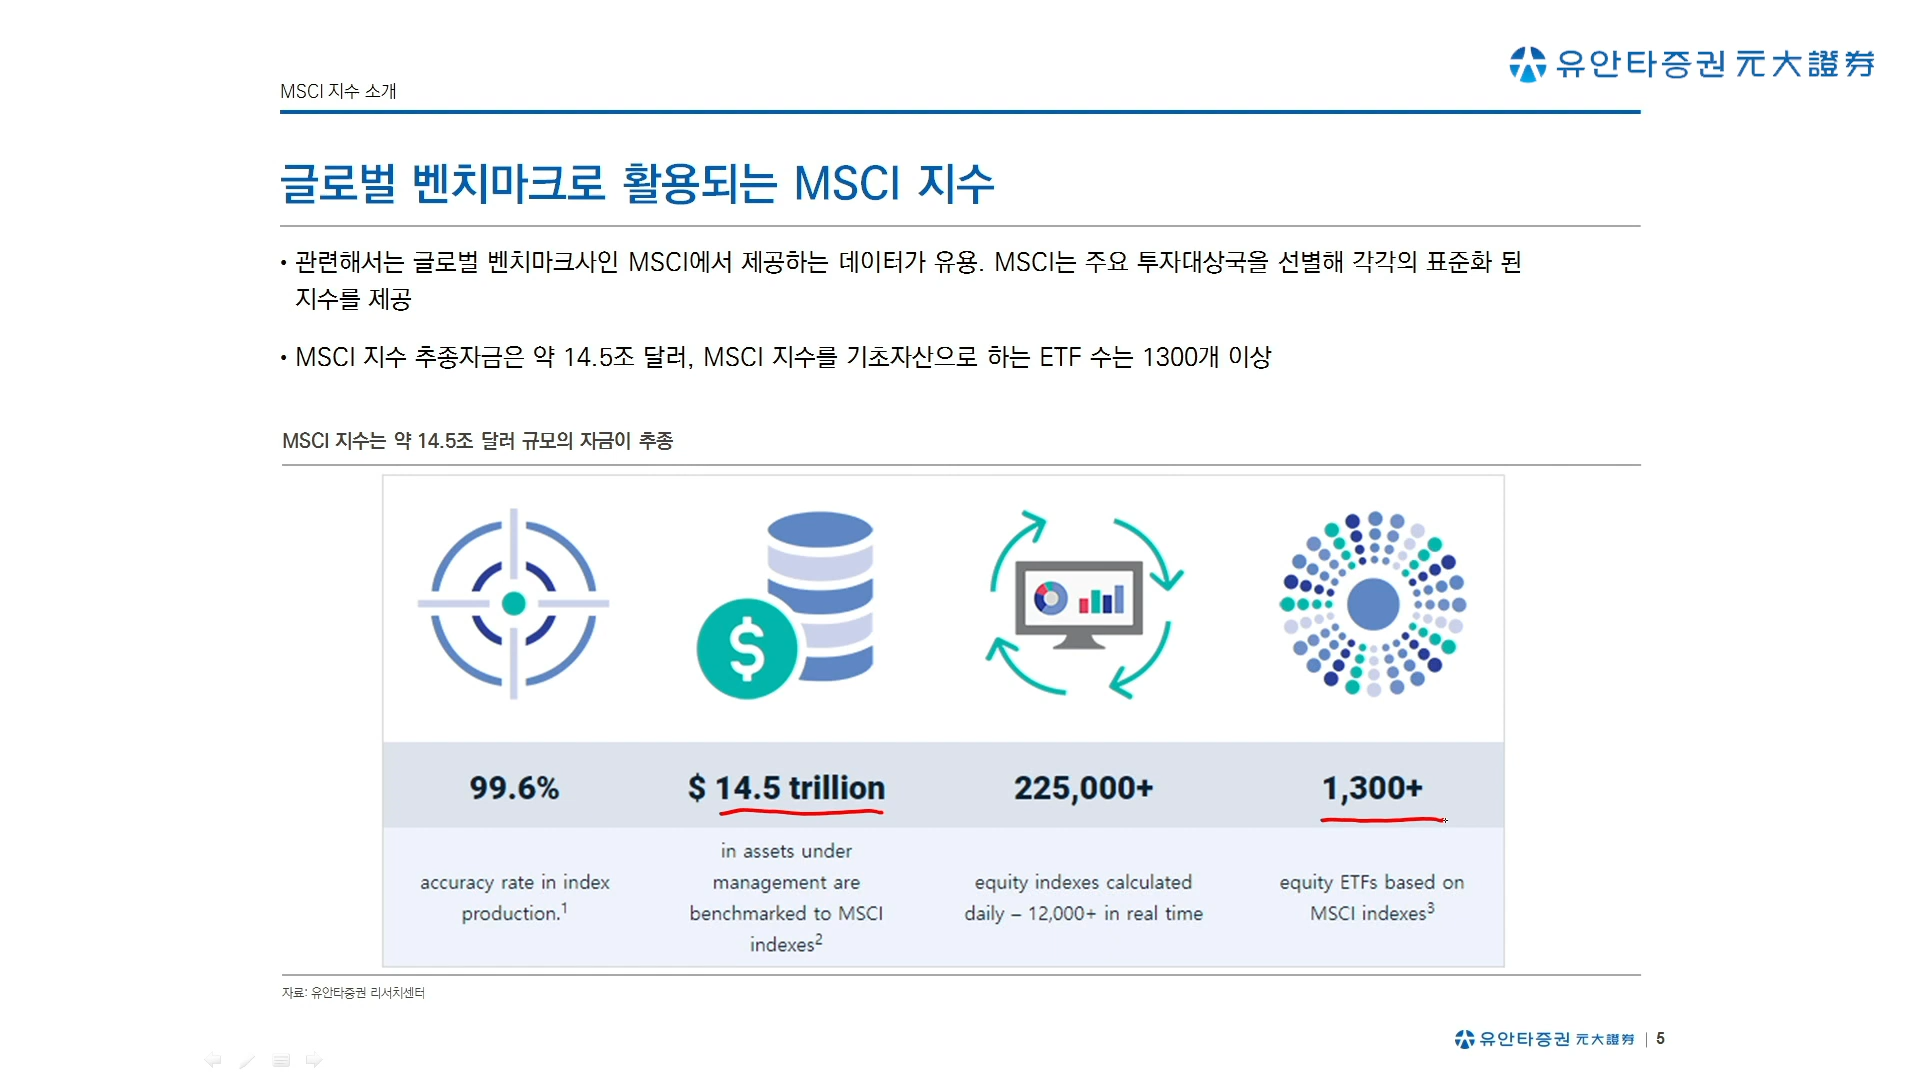 유안타증권 元大證券
MSCI 지수 소개
글로벌 벤치마크로 활용되는 MSCI 지수
• 관련해서는 글로벌 벤치마크사인 MSCI에서 제공하는 데이터가 유용. MSCI는 주요 투자대상국을 선별해 각각의 표준화 된
지수를 제공
• MSCI 지수 추종자금은 약 14.5조 달러, MSCI 지수를 기초자산으로 하는 ETF 수는 1300개 이상
MSCI 지수는 약 14.5조 달러 규모의 자금이 추종
$
99.6%
$ 14.5 trillion
225,000+
1,300+
accuracy rate in index
production.1
in assets under
management are
benchmarked to MSCI
indexes2
equity indexes calculated
daily – 12,000+ in real time
equity ETFs based on
MSCI indexes3
자료: 유안타증권 리서치센터
유안타증권 元大證券 | 5